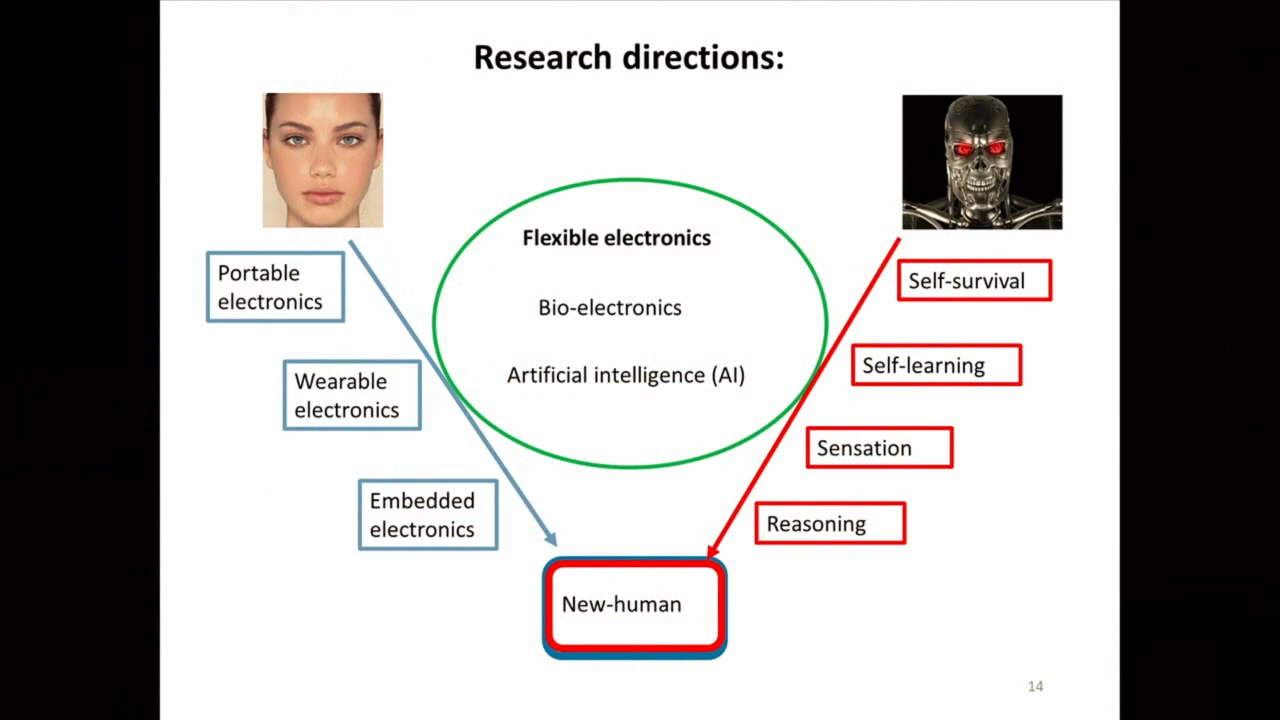 Research directions:
Flexible electronics
Bio-electronics
Artificial intelligence (AI)
Portable
electronics
Wearable
electronics
Embedded
electronics
Self-survival
Self-learning
Sensation
Reasoning
New-human
14